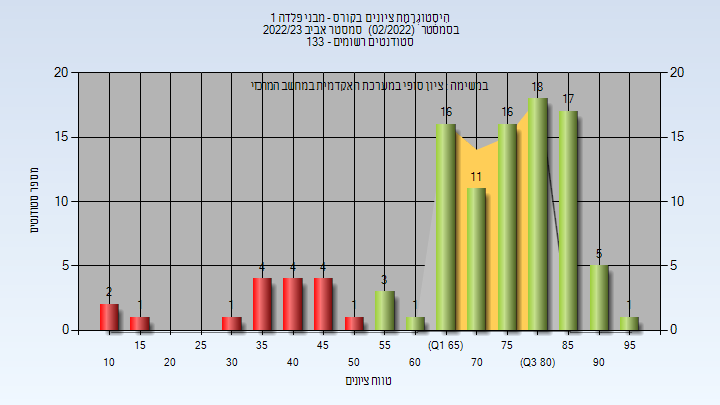 היסטוגרמת ציונים בקורס - מבני פלדה 1
בסמסטר (02/2022) סמסטר אביב 2022/23
סטודנטים רשומים - 133
במשימה : ציון סופי במערכת האקדמית במחשב המרכזי
מספר סטודנטים
20 20
15 15
10 10
5 5
0 0
2 1 1 4 4 4 1 3 1 16 11 16 18 17 5 1
15 25 35 45 55 (Q1 65) 75 85 95
10 20 30 40 50 60 70 (Q3 80) 90
טווח ציונים